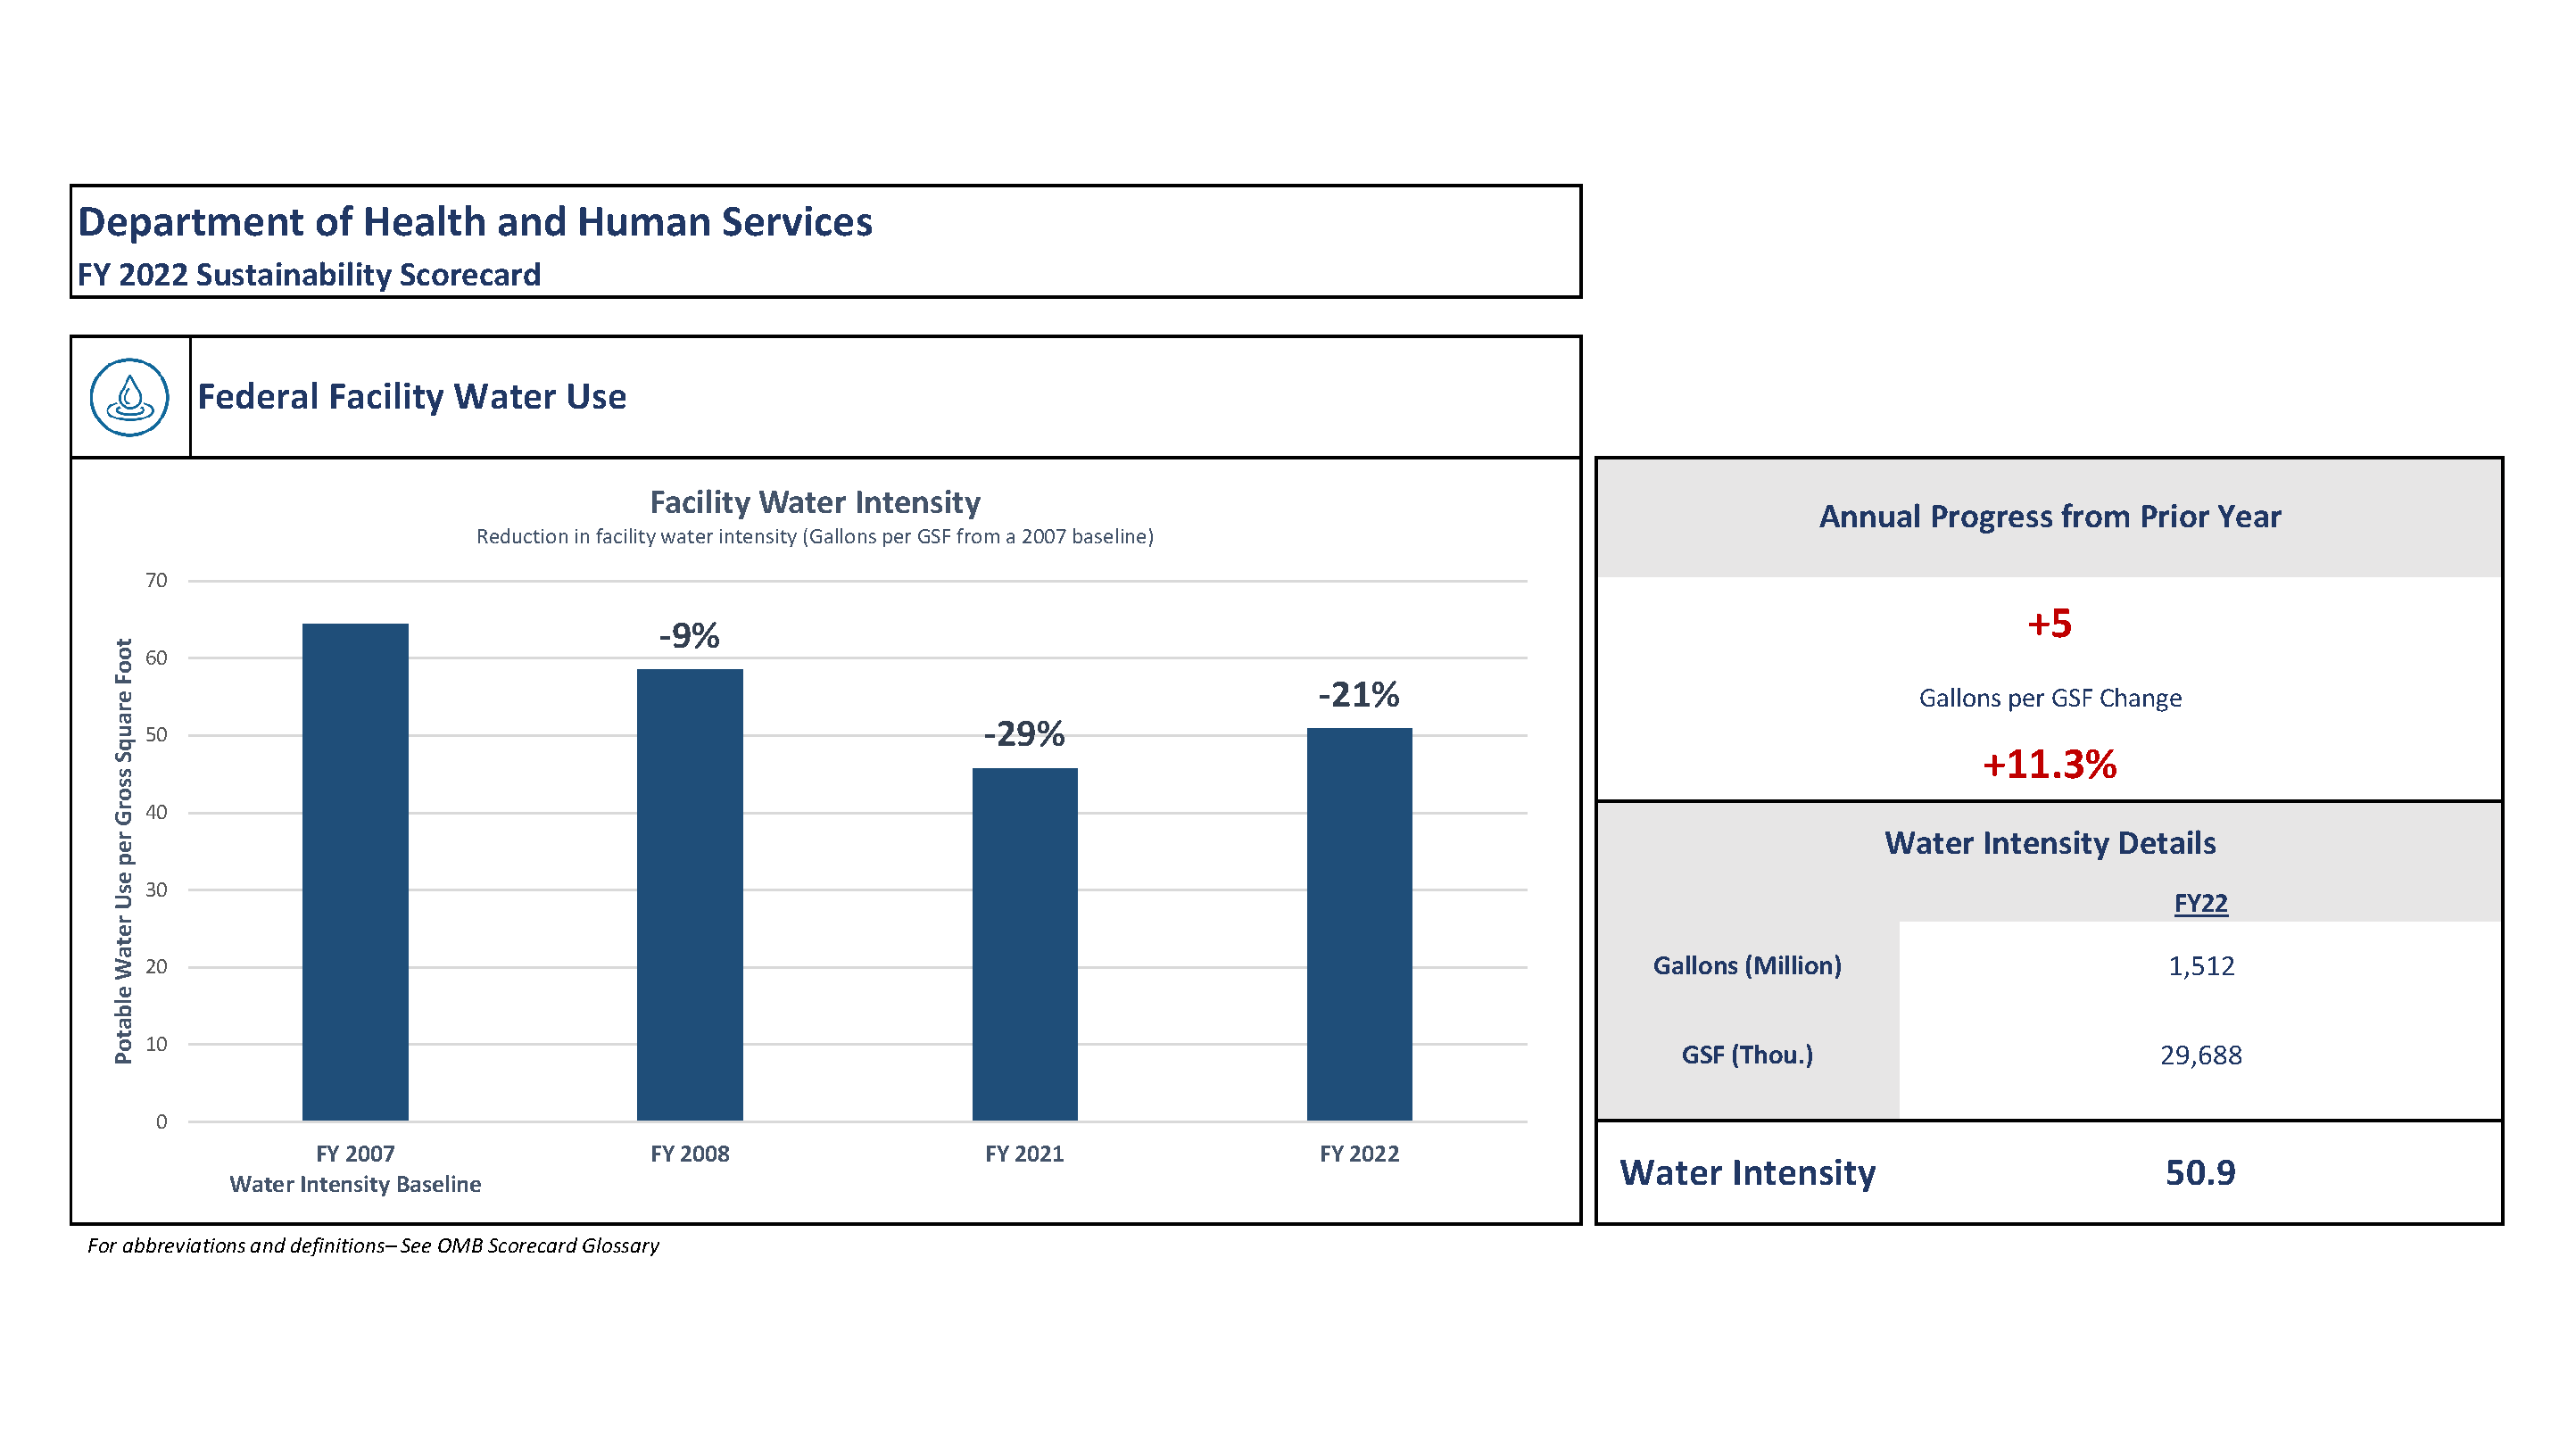 Department of Health and Human Services
FY 2022 Sustainability Scorecard
Federal Facility Water Use
Facility Water Intensity
Reduction in facility water intensity (Gallons per GSF from a 2007 baseline)
Potable Water Use per Gross Square Foot
70
60
50
40
30
20
10
0
-9%
-29%
-21%
FY 2007
FY 2008
FY 2021
FY 2022
Water Intensity Baseline
Annual Progress from Prior Year
+5
Gallons per GSF Change
+11.3%
Water Intensity Details
FY22
Gallons (Million) 1,512
GSF (Thou.) 29,688
Water Intensity 50.9
For abbreviations and definitions– See OMB Scorecard Glossary